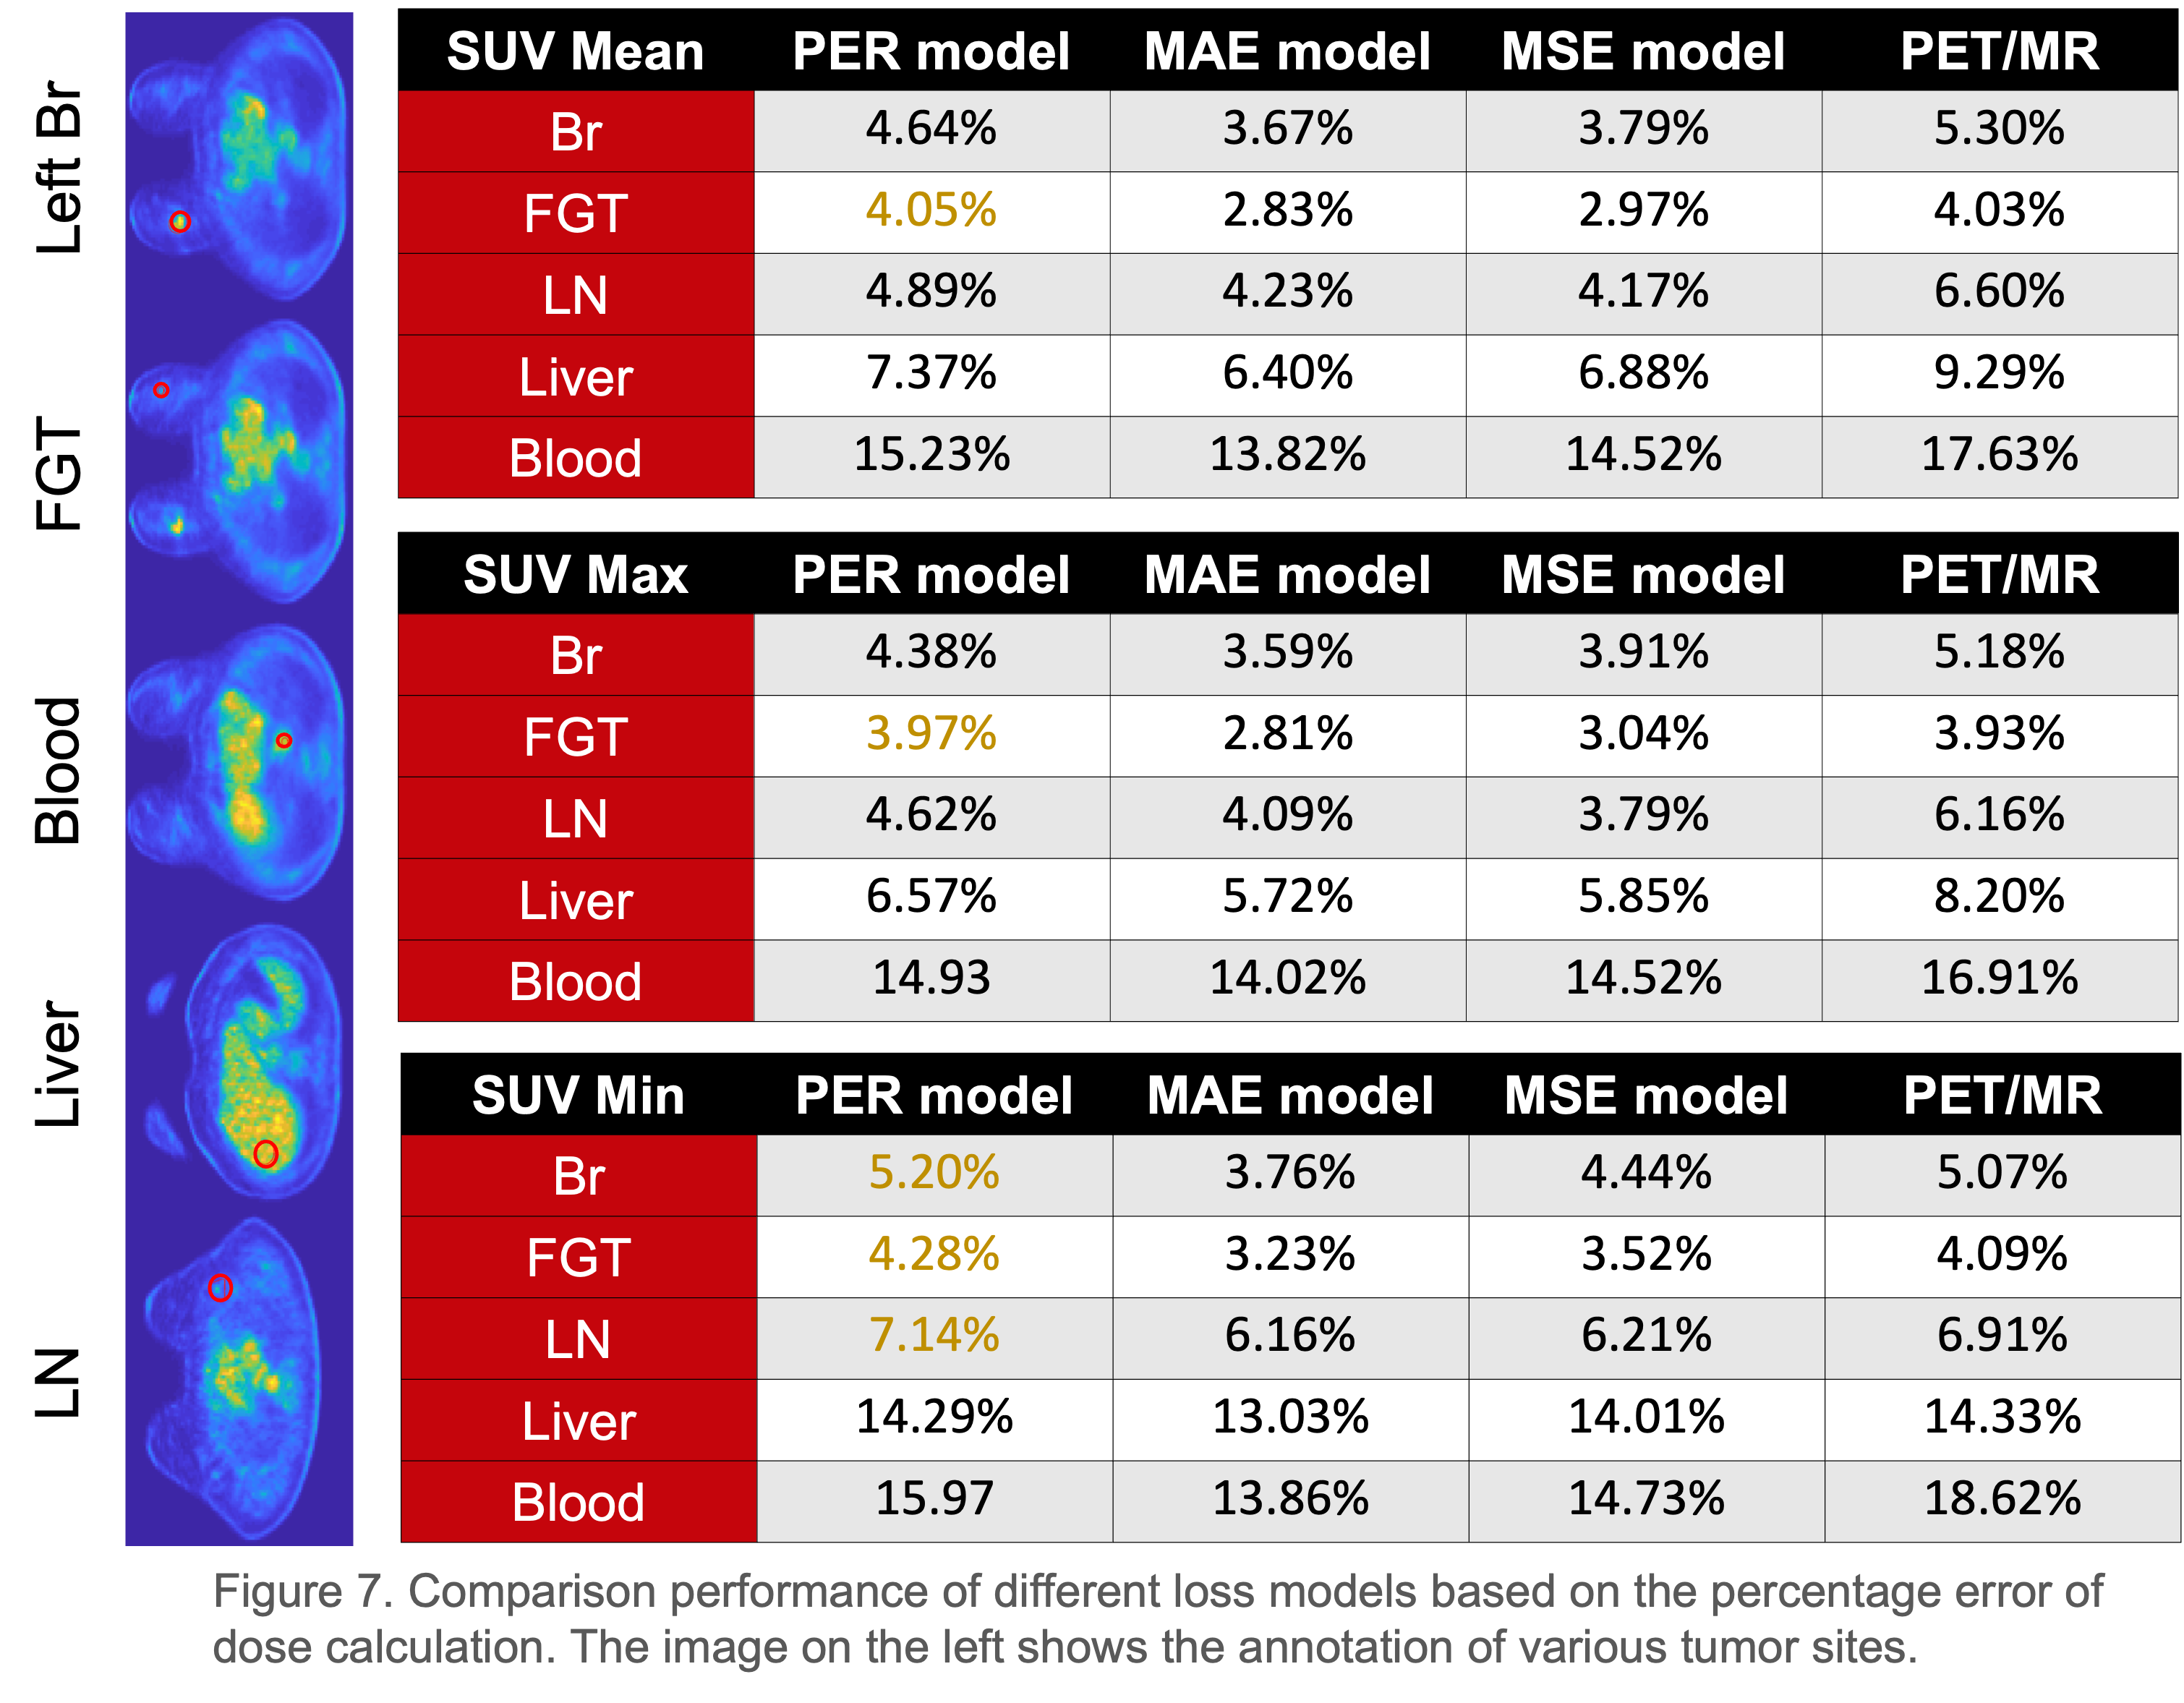 Left Br
FGT
Blood
Liver
LN
SUV Mean PER model MAE model MSE model PET/MR
Br 4.64% 3.67% 3.79% 5.30%
FGT 4.05% 2.83% 2.97% 4.03%
LN 4.89% 4.23% 4.17% 6.60%
Liver 7.37% 6.40% 6.88% 9.29%
Blood 15.23% 13.82% 14.52% 17.63%
SUV Max PER model MAE model MSE model PET/MR
Br 4.38% 3.59% 3.91% 5.18%
FGT 3.97% 2.81% 3.04% 3.93%
LN 4.62% 4.09% 3.79% 6.16%
Liver 6.57% 5.72% 5.85% 8.20%
Blood 14.93 14.02% 14.52% 16.91%
SUV Min PER model MAE model MSE model PET/MR
Br 5.20% 3.76% 4.44% 5.07%
FGT 4.28% 3.23% 3.52% 4.09%
LN 7.14% 6.16% 6.21% 6.91%
Liver 14.29% 13.03% 14.01% 14.33%
Blood 15.97 13.86% 14.73% 18.62%
Figure 7. Comparison performance of different loss models based on the percentage error of
dose calculation. The image on the left shows the annotation of various tumor sites.